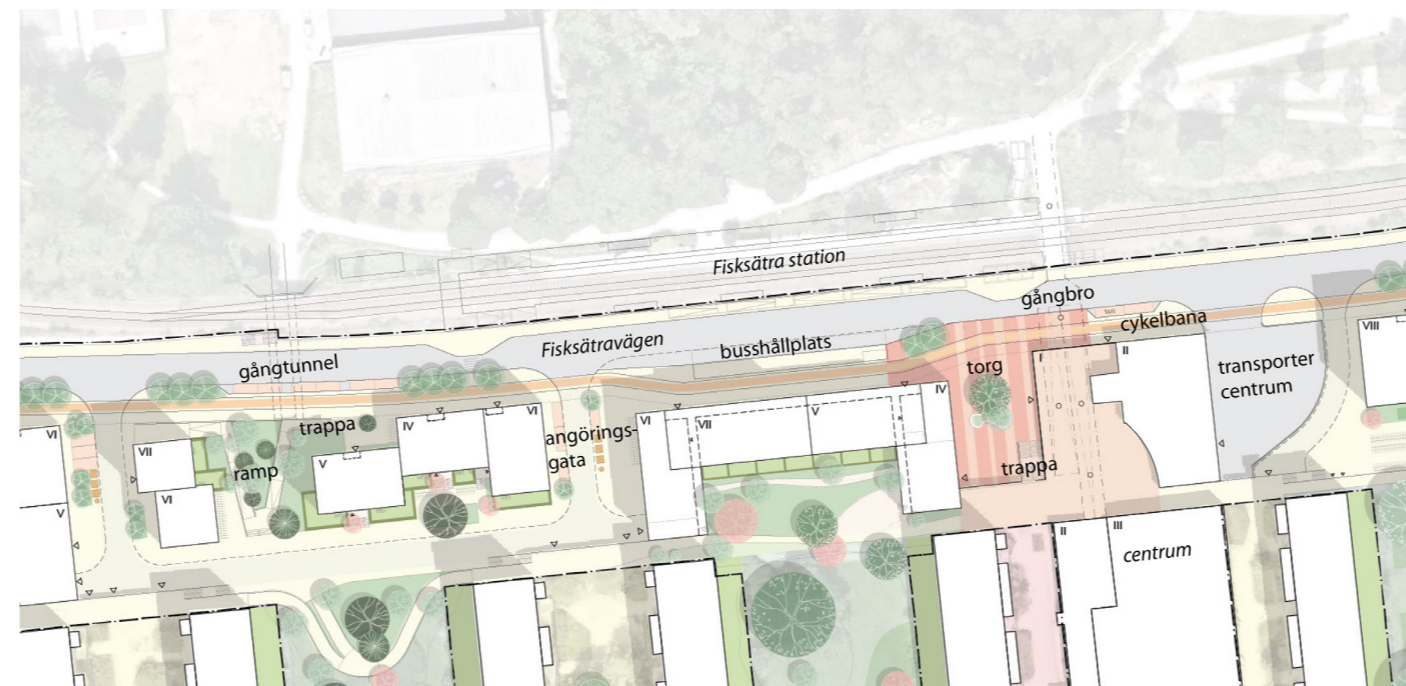 Fisksätra station
gångbro
cykelbana
Fisksätravägen
busshållplats
gångtunnel
torg
transporter
centrum
trappa
ramp
angörings-
gata
trappa
centrum
VI
V
VII
VI
V
IV
VI
VI
VII
V
IV
I
II
VIII
II
III